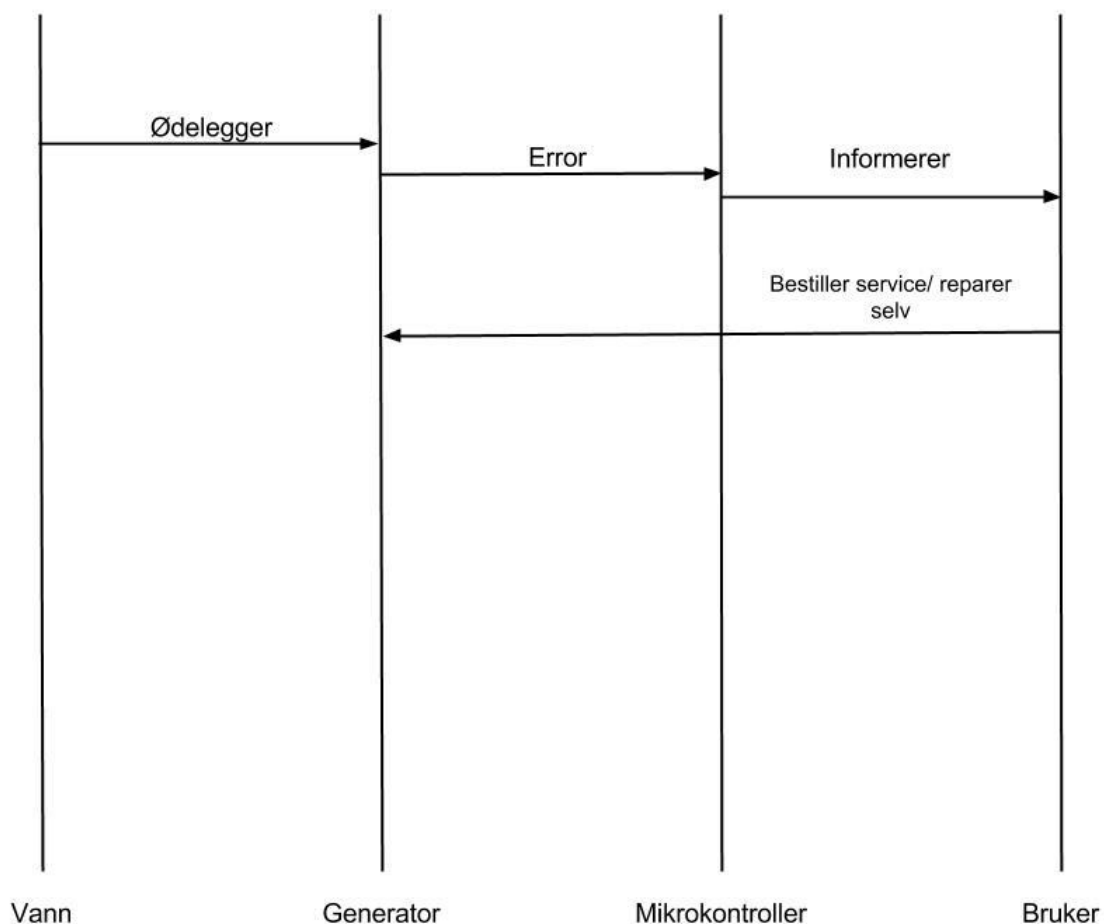 Ødelegger
Error
Informerer
Bestiller service/ reparer
selv
Vann
Generator
Mikrokontroller
Bruker